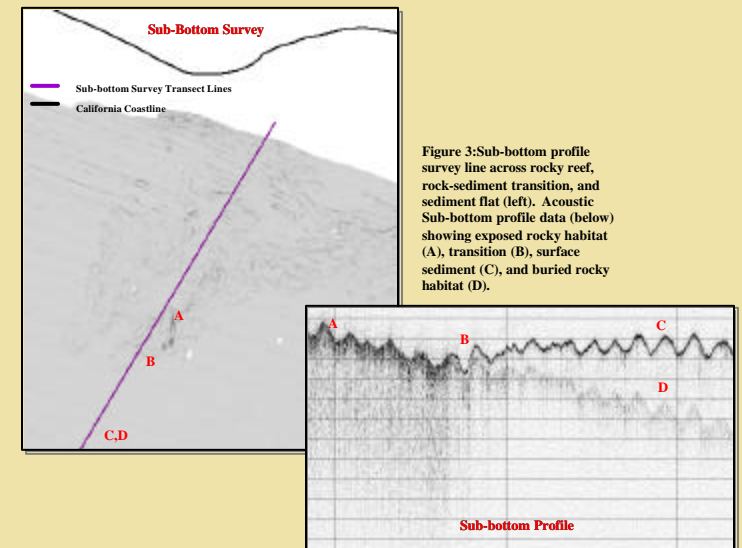 Sub-Bottom Survey
Sub-bottom Survey Transect Lines
California Coastline
A
B
C,D
Figure 3:Sub-bottom profile
survey line across rocky reef,
rock-sediment transition, and
sediment flat (left). Acoustic
Sub-bottom profile data (below)
showing exposed rocky habitat
(A), transition (B), surface
sediment (C), and buried rocky
habitat (D).
A
B
C
D
Sub-bottom Profile